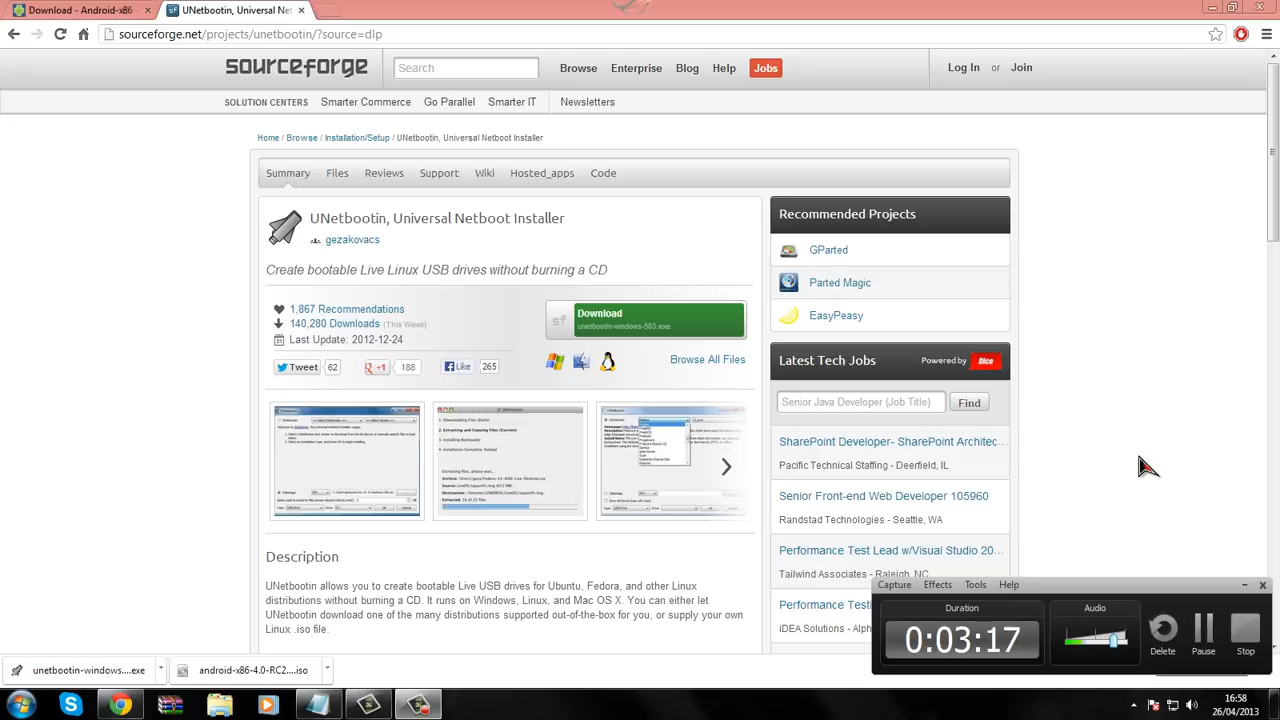 Download - Android-x86
UNetbootin, Universal Net
sourceforge.net/projects/unetbootin/?source=dlp
sourceforge
Search
Browse
Enterprise
Blog
Help
Jobs
Log In or Join
SOLUTION CENTERS
Smarter Commerce
Go Parallel
Smarter IT
Newsletters
Home / Browse / Installation/Setup / UNetbootin, Universal Netboot Installer
Summary
Files
Reviews
Support
Wiki
Hosted_apps
Code
UNetbootin, Universal Netboot Installer
gezakovacs
Create bootable Live Linux USB drives without burning a CD
1,867 Recommendations
140,280 Downloads (This Week)
Last Update: 2012-12-24
sf
Download
unetbootin-windows-583.exe
Browse All Files
Tweet 62
+1 188
Like 265
Description
UNetbootin allows you to create bootable Live USB drives for Ubuntu, Fedora, and other Linux
distributions without burning a CD. It runs on Windows, Linux, and Mac OS X. You can either let
UNetbootin download one of the many distributions supported out-of-the-box for you, or supply your own
Linux .iso file.
Recommended Projects
GParted
Parted Magic
EasyPeasy
Latest Tech Jobs
Powered by Dice
Senior Java Developer (Job Title)
Find
SharePoint Developer- SharePoint Architec...
Pacific Technical Staffing - Deerfield, IL
Senior Front-end Web Developer 105960
Randstad Technologies - Seattle, WA
Performance Test Lead w/Visual Studio 20...
Tailwind Associates - Raleigh, NC
Performance Test
iDEA Solutions - Alph
Capture
Effects
Tools
Help
Duration
0:03:17
Audio
Delete
Pause
Stop
unetbootin-windows....exe
android-x86-4.0-RC2....iso
16:58
26/04/2013